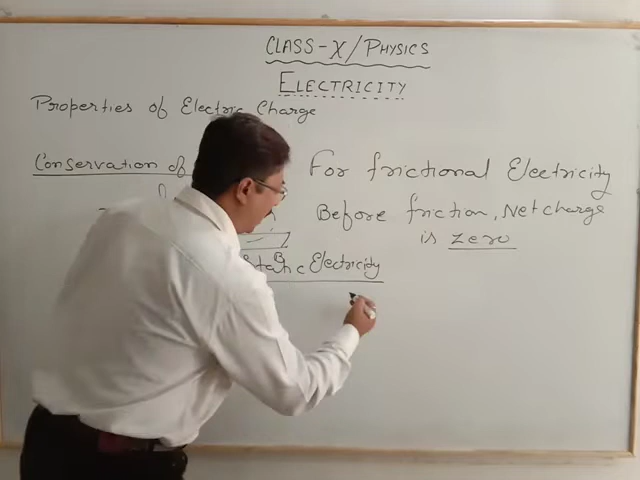 CLASS-X/PHYSICS
ELECTRICITY
Properties of Electric Charge
Conservation of
For frictional Electricity
Before friction, Net charge
is zero
B
Static Electricity